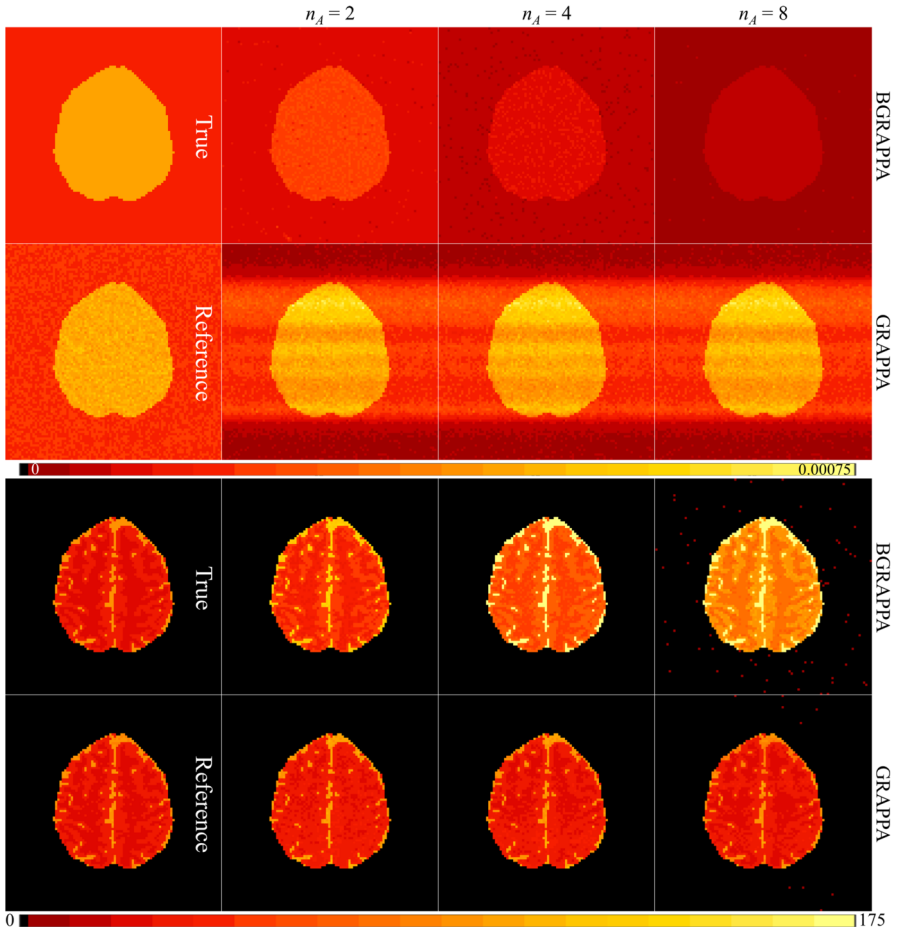 n_A = 2 n_A = 4 n_A = 8
True BGRAPPA
Reference GRAPPA
0 0.00075
True BGRAPPA
Reference GRAPPA
0 175